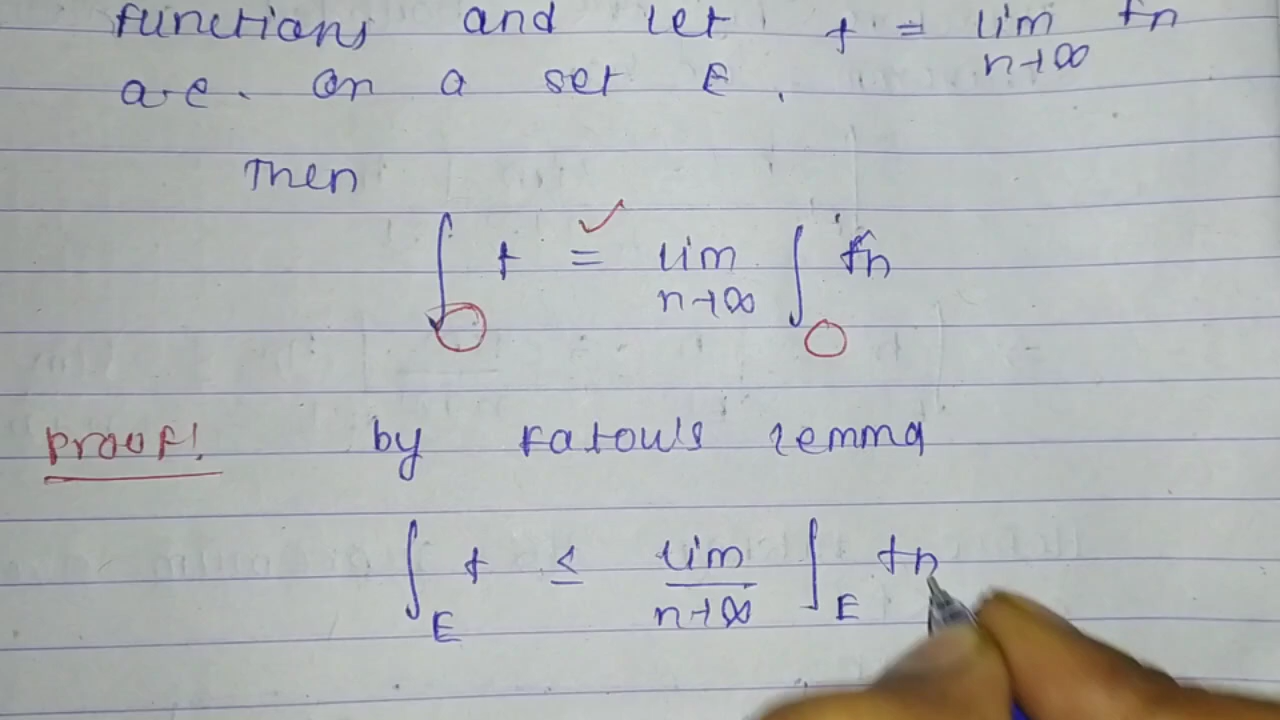 functions and let f = lim fn
n→∞
a.e. on a set E.
Then
∫ f = lim ∫ fn
n→∞
Proof! by Fatou's lemma
∫ f ≤ lim ∫ fn
E n→∞ E